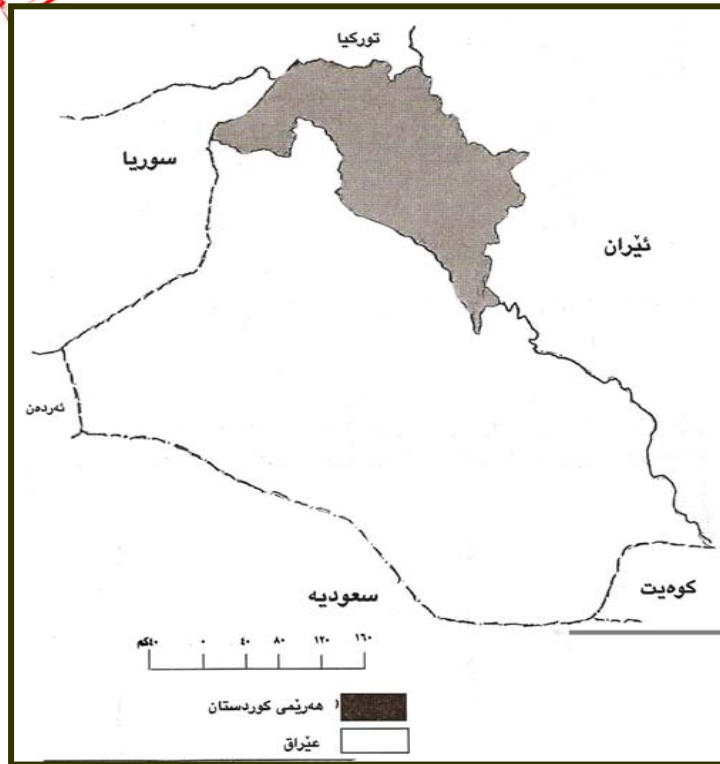 تورکیا
سوریا
ئێران
ئەردەن
سعودیە
کوەیت
٤٠کم ٠ ٤٠ ٨٠ ١٢٠ ١٦٠
هەرێمی کوردستان
عێراق